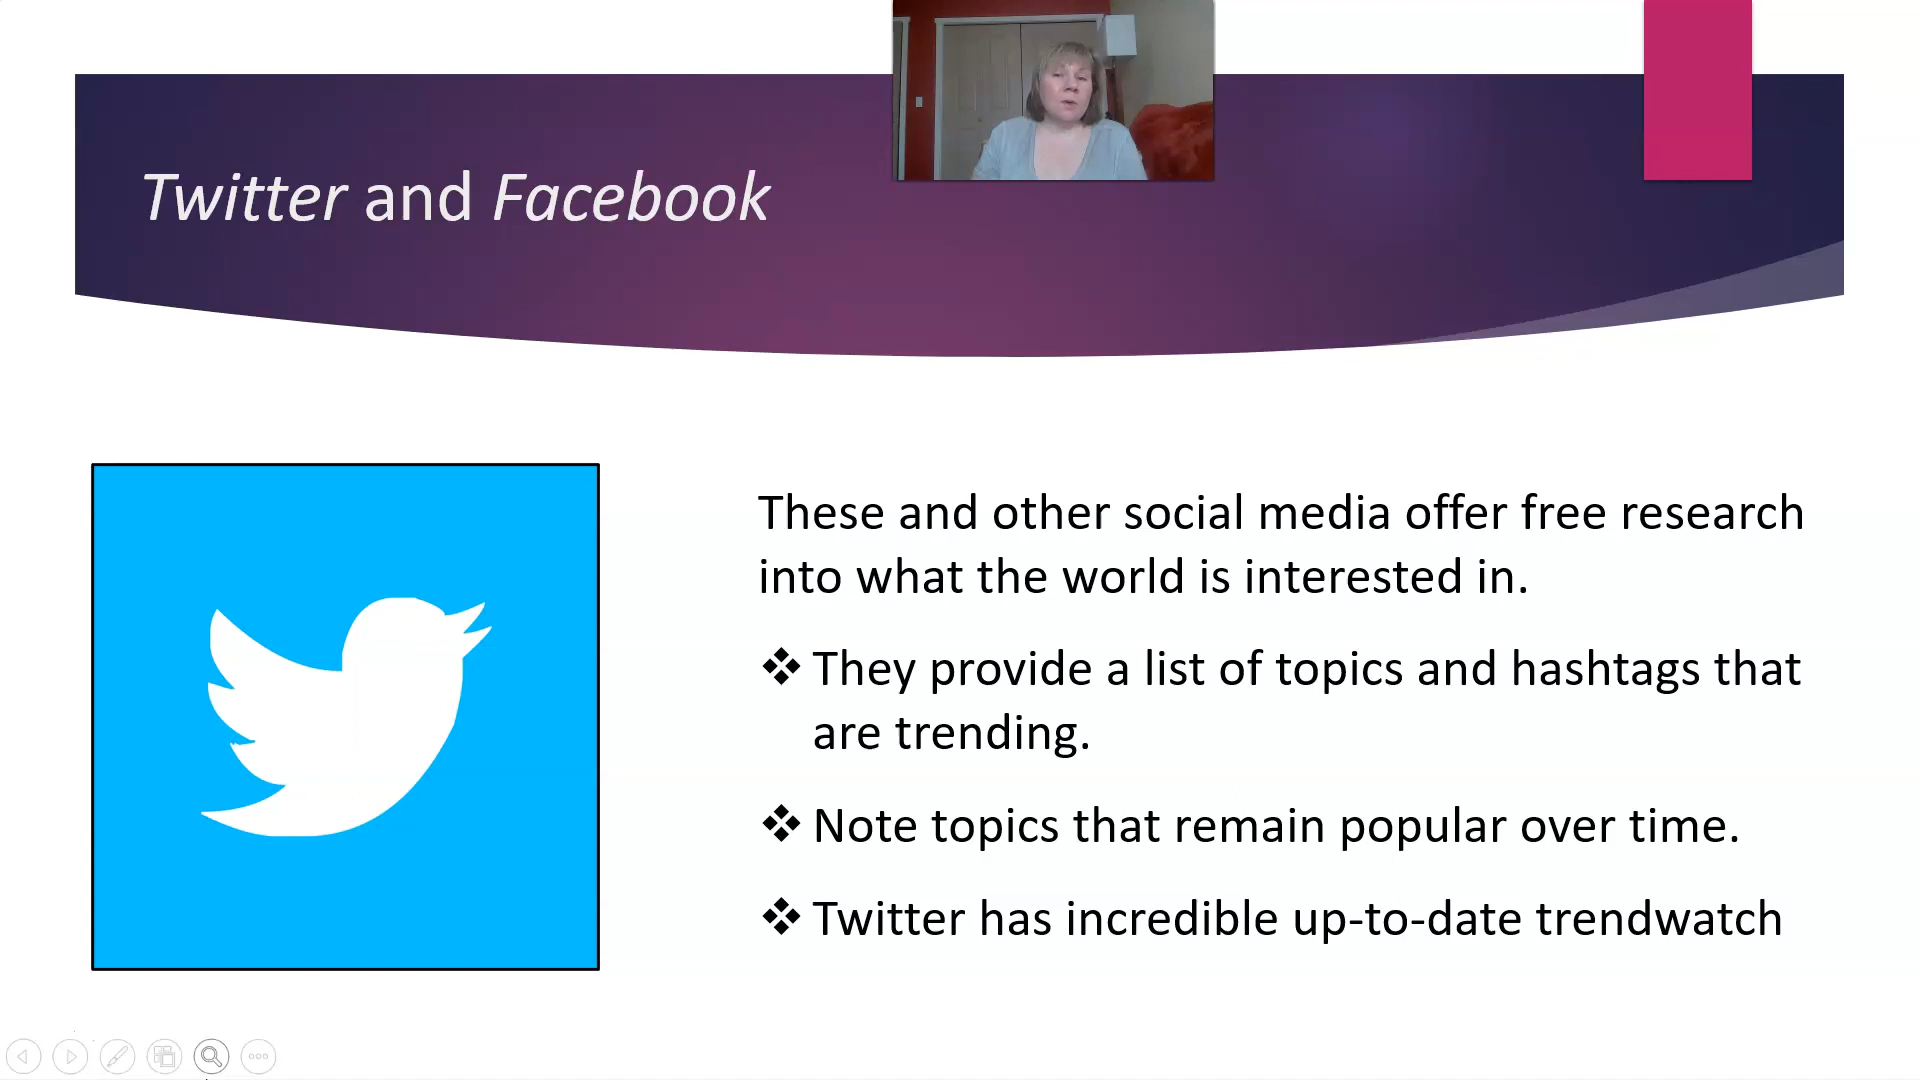 Twitter and Facebook
These and other social media offer free research
into what the world is interested in.
❖ They provide a list of topics and hashtags that
are trending.
❖ Note topics that remain popular over time.
❖ Twitter has incredible up-to-date trendwatch